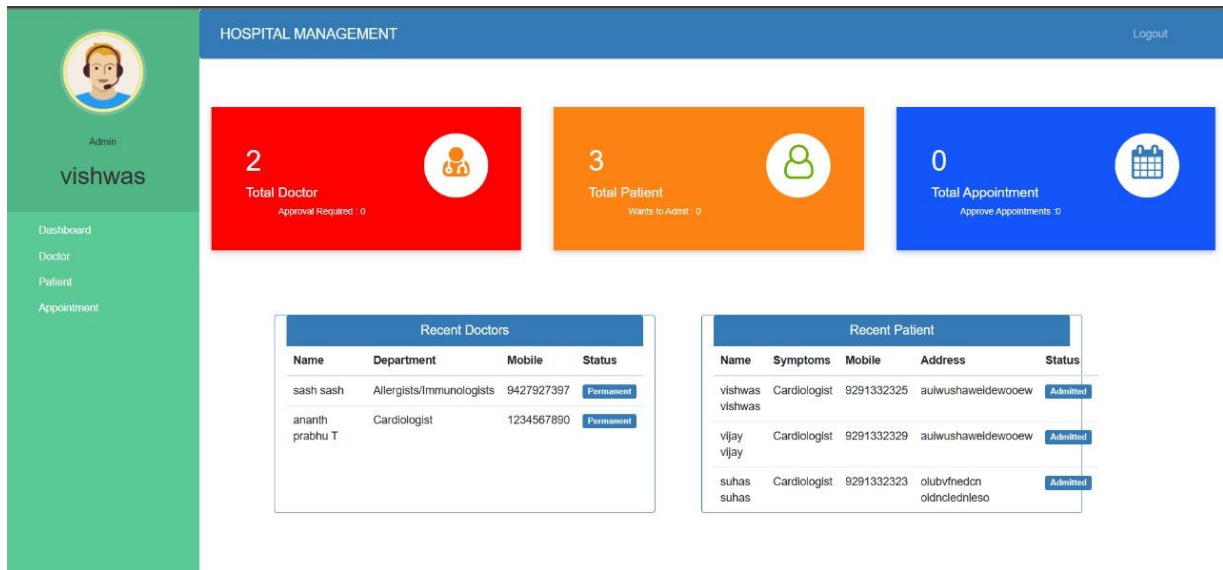 HOSPITAL MANAGEMENT
Logout
Admin
vishwas
Dashboard
Doctor
Patient
Appointment
2
Total Doctor
Approval Required : 0
3
Total Patient
Wants to Admit : 0
0
Total Appointment
Approve Appointments :0
Recent Doctors
Name Department Mobile Status
sash sash Allergists/Immunologists 9427927397 Permanent
ananth Cardiologist 1234567890 Permanent
prabhu T
Recent Patient
Name Symptoms Mobile Address Status
vishwas Cardiologist 9291332325 auiwushaweidewooew Admitted
vishwas
vijay Cardiologist 9291332329 auiwushaweidewooew Admitted
vijay
suhas Cardiologist 9291332323 olubvfnedcn Admitted
suhas oidnclednleso